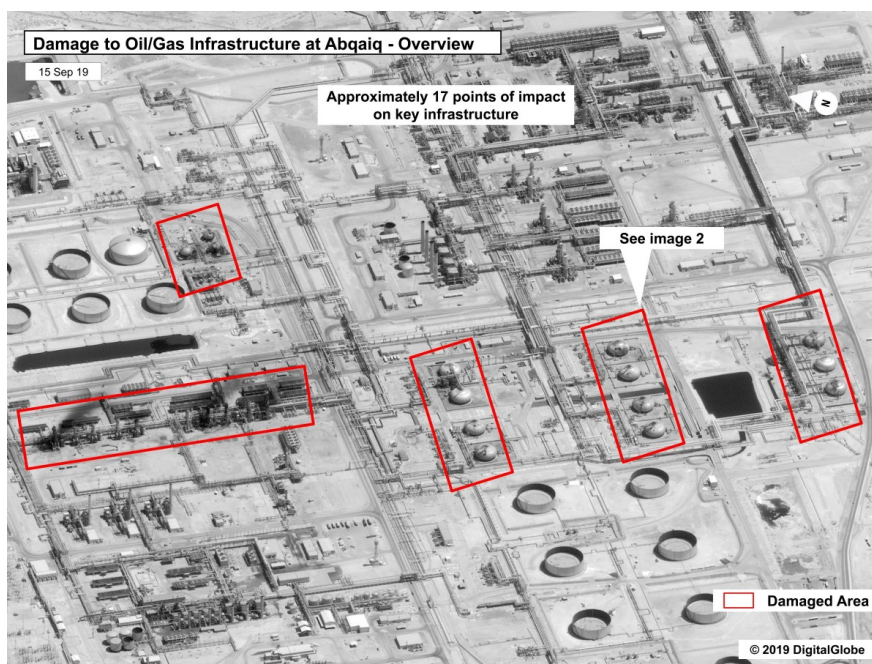 Damage to Oil/Gas Infrastructure at Abqaiq - Overview
15 Sep 19
Approximately 17 points of impact
on key infrastructure
N
See image 2
Damaged Area
© 2019 DigitalGlobe